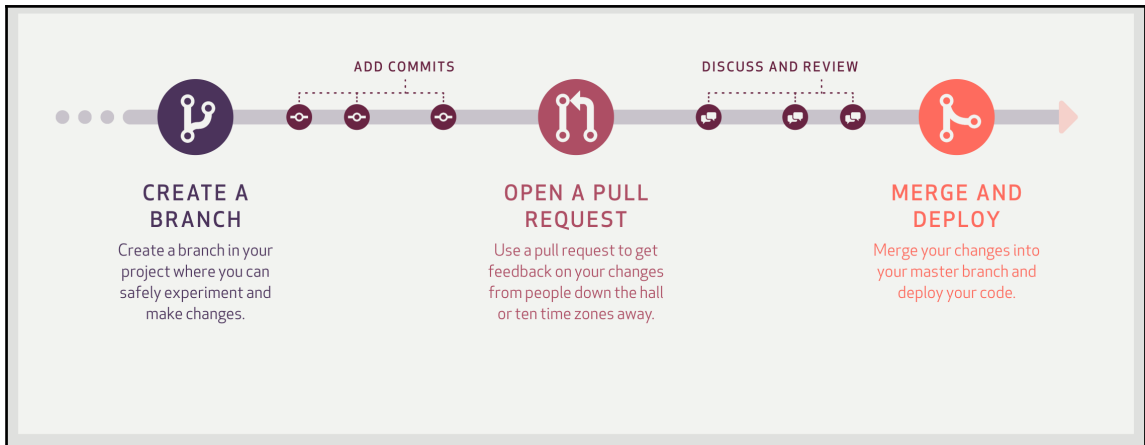 ADD COMMITS
DISCUSS AND REVIEW
CREATE A
BRANCH
Create a branch in your
project where you can
safely experiment and
make changes.
OPEN A PULL
REQUEST
Use a pull request to get
feedback on your changes
from people down the hall
or ten time zones away.
MERGE AND
DEPLOY
Merge your changes into
your master branch and
deploy your code.